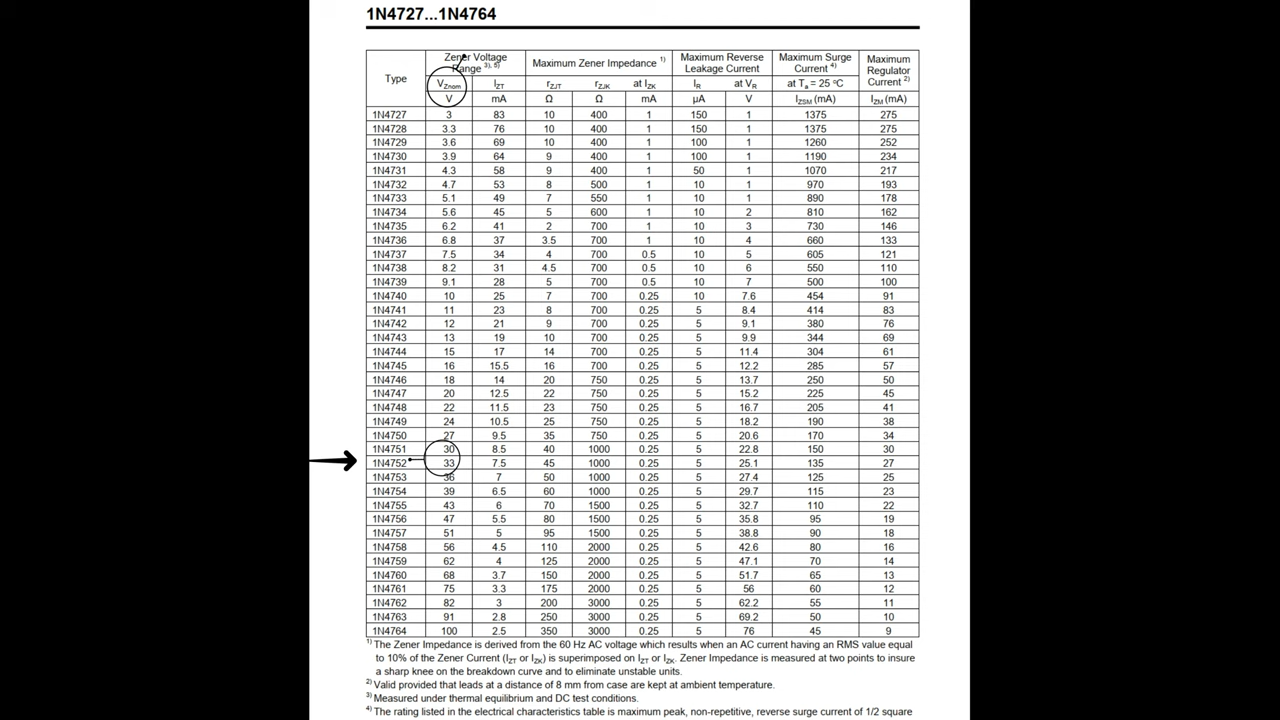 1N4727...1N4764
Type Zener Voltage Range 3), 5) Maximum Zener Impedance 1) Maximum Reverse Leakage Current Maximum Surge Current 4) Maximum Regulator Current 2)
VZnom IZT rZJT rZJK at IZK IR at VR at Ta = 25 °C
V mA Ω Ω mA µA V IZSM (mA) IZM (mA)
1N4727 3 83 10 400 1 150 1 1375 275
1N4728 3.3 76 10 400 1 150 1 1375 275
1N4729 3.6 69 10 400 1 100 1 1260 252
1N4730 3.9 64 9 400 1 100 1 1190 234
1N4731 4.3 58 9 400 1 50 1 1070 217
1N4732 4.7 53 8 500 1 10 1 970 193
1N4733 5.1 49 7 550 1 10 1 890 178
1N4734 5.6 45 5 600 1 10 2 810 162
1N4735 6.2 41 2 700 1 10 3 730 146
1N4736 6.8 37 3.5 700 1 10 4 660 133
1N4737 7.5 34 4 700 0.5 10 5 605 121
1N4738 8.2 31 4.5 700 0.5 10 6 550 110
1N4739 9.1 28 5 700 0.5 10 7 500 100
1N4740 10 25 7 700 0.25 10 7.6 454 91
1N4741 11 23 8 700 0.25 5 8.4 414 83
1N4742 12 21 9 700 0.25 5 9.1 380 76
1N4743 13 19 10 700 0.25 5 9.9 344 69
1N4744 15 17 14 700 0.25 5 11.4 304 61
1N4745 16 15.5 16 700 0.25 5 12.2 285 57
1N4746 18 14 20 750 0.25 5 13.7 250 50
1N4747 20 12.5 22 750 0.25 5 15.2 225 45
1N4748 22 11.5 23 750 0.25 5 16.7 205 41
1N4749 24 10.5 25 750 0.25 5 18.2 190 38
1N4750 27 9.5 35 750 0.25 5 20.6 170 34
1N4751 30 8.5 40 1000 0.25 5 22.8 150 30
1N4752 33 7.5 45 1000 0.25 5 25.1 135 27
1N4753 36 7 50 1000 0.25 5 27.4 125 25
1N4754 39 6.5 60 1000 0.25 5 29.7 115 23
1N4755 43 6 70 1500 0.25 5 32.7 110 22
1N4756 47 5.5 80 1500 0.25 5 35.8 95 19
1N4757 51 5 95 1500 0.25 5 38.8 90 18
1N4758 56 4.5 110 2000 0.25 5 42.6 80 16
1N4759 62 4 125 2000 0.25 5 47.1 70 14
1N4760 68 3.7 150 2000 0.25 5 51.7 65 13
1N4761 75 3.3 175 2000 0.25 5 56 60 12
1N4762 82 3 200 3000 0.25 5 62.2 55 11
1N4763 91 2.8 250 3000 0.25 5 69.2 50 10
1N4764 100 2.5 350 3000 0.25 5 76 45 9
1) The Zener Impedance is derived from the 60 Hz AC voltage which results when an AC current having an RMS value equal
to 10% of the Zener Current (IZT or IZK) is superimposed on IZT or IZK. Zener Impedance is measured at two points to insure
a sharp knee on the breakdown curve and to eliminate unstable units.
2) Valid provided that leads at a distance of 8 mm from case are kept at ambient temperature.
3) Measured under thermal equilibrium and DC test conditions.
4) The rating listed in the electrical characteristics table is maximum peak, non-repetitive, reverse surge current of 1/2 square